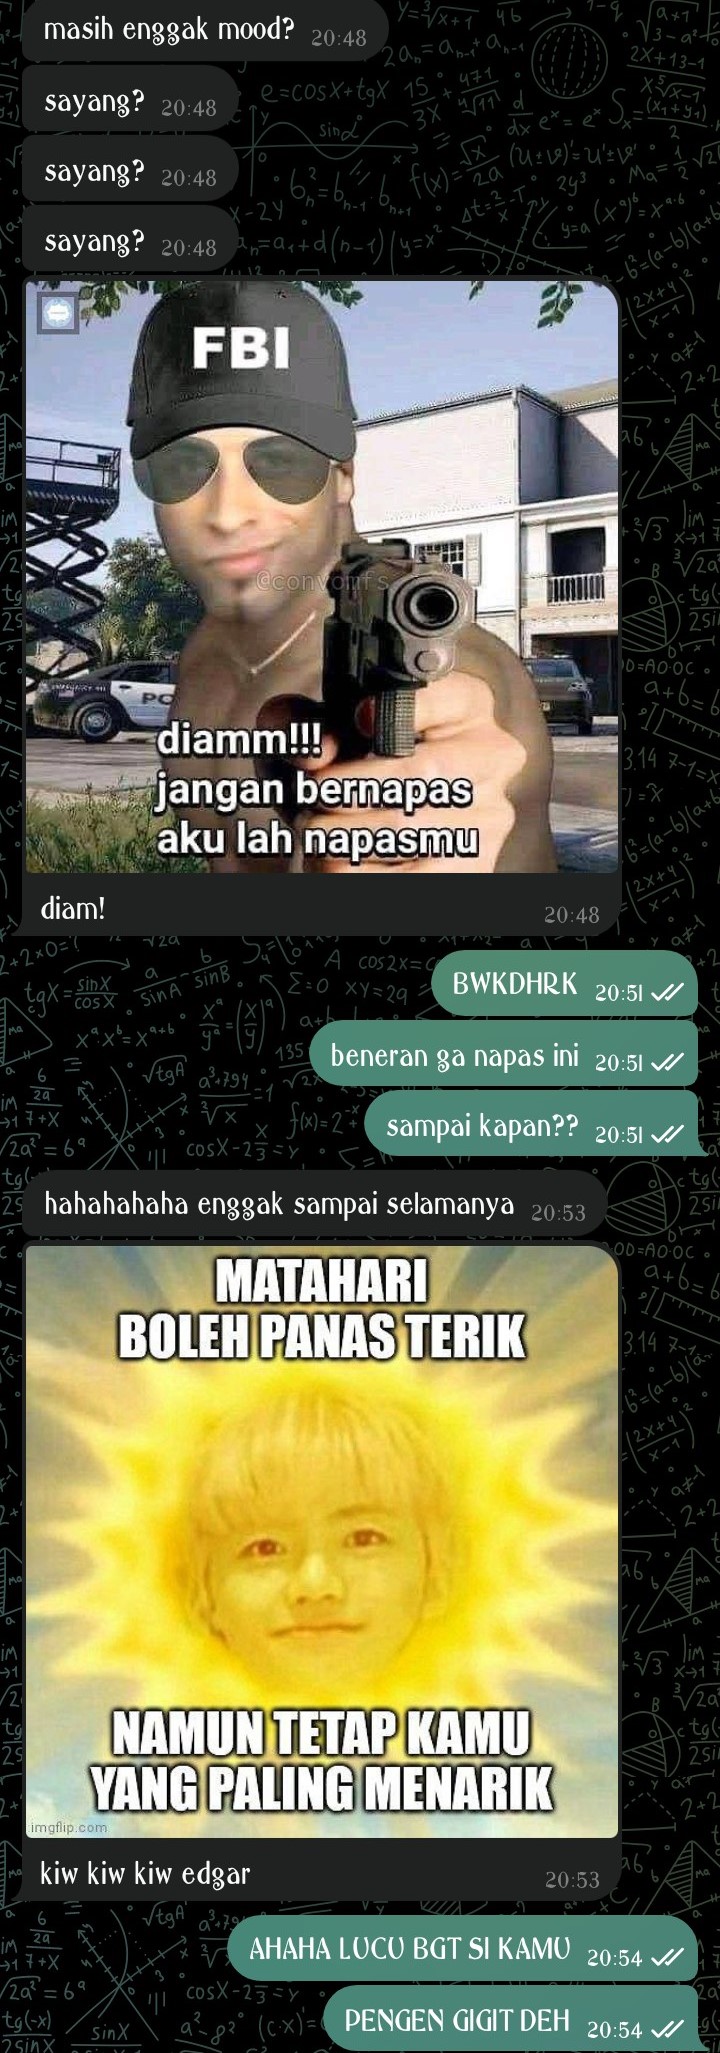 masih enggak mood? 20:48
sayang? 20:48
sayang? 20:48
sayang? 20:48
FBI
@convomfs
PO
diamm!!!
jangan bernapas
aku lah napasmu
diam! 20:48
BWKDHRK 20:51
beneran ga napas ini 20:51
sampai kapan?? 20:51
hahahahaha enggak sampai selamanya 20:53
MATAHARI
BOLEH PANAS TERIK
NAMUN TETAP KAMU
YANG PALING MENARIK
imgflip.com
kiw kiw kiw edgar 20:53
AHAHA LUCU BGT SI KAMU 20:54
PENGEN GIGIT DEH 20:54